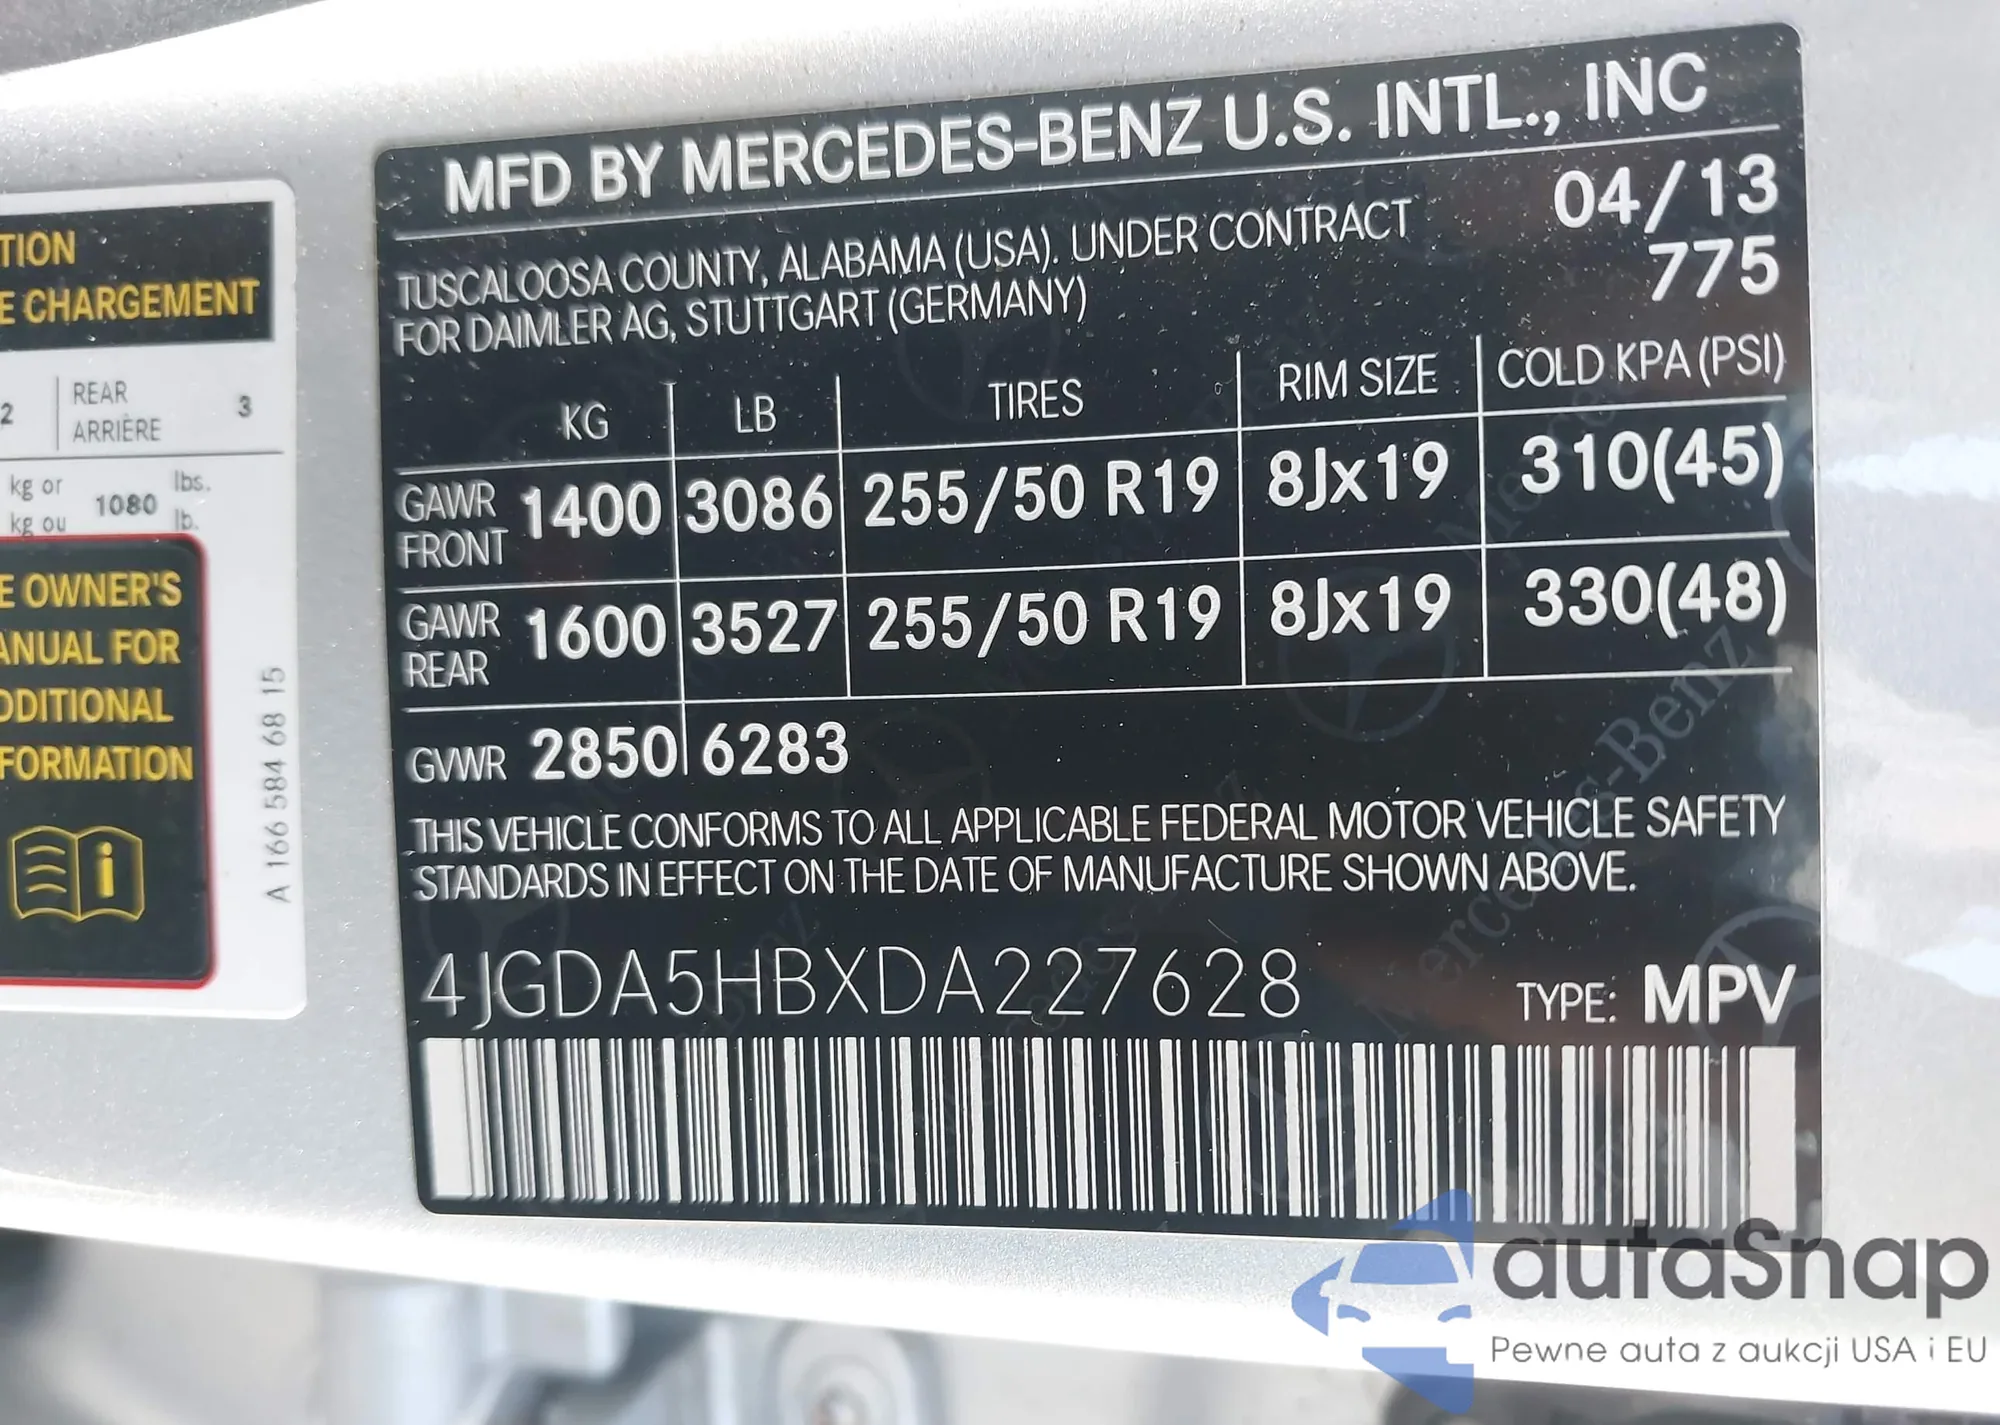 MFD BY MERCEDES-BENZ U.S. INTL., INC
04/13
TUSCALOOSA COUNTY, ALABAMA (USA). UNDER CONTRACT
775
FOR DAIMLER AG, STUTTGART (GERMANY)
KG LB TIRES RIM SIZE COLD KPA (PSI)
GAWR FRONT 1400 3086 255/50 R19 8Jx19 310(45)
GAWR REAR 1600 3527 255/50 R19 8Jx19 330(48)
GVWR 2850 6283
THIS VEHICLE CONFORMS TO ALL APPLICABLE FEDERAL MOTOR VEHICLE SAFETY
STANDARDS IN EFFECT ON THE DATE OF MANUFACTURE SHOWN ABOVE.
4JGDA5HBXDA227628 TYPE: MPV
TION
E CHARGEMENT
2 REAR 3
ARRIÈRE
kg or 1080 lbs.
kg ou lb.
E OWNER'S
ANUAL FOR
DDITIONAL
FORMATION
A 166 584 68 15
autaSnap
Pewne auta z aukcji USA i EU